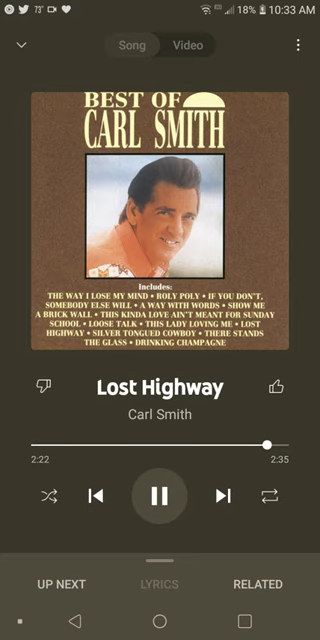 73° 18% 10:33 AM
Song Video
BEST OF
CARL SMITH
Includes:
THE WAY I LOSE MY MIND • ROLY POLY • IF YOU DON'T,
SOMEBODY ELSE WILL • A WAY WITH WORDS • SHOW ME
A BRICK WALL • THIS KINDA LOVE AIN'T MEANT FOR SUNDAY
SCHOOL • LOOSE TALK • THIS LADY LOVING ME • LOST
HIGHWAY • SILVER TONGUED COWBOY • THERE STANDS
THE GLASS • DRINKING CHAMPAGNE
Lost Highway
Carl Smith
2:22 2:35
UP NEXT LYRICS RELATED